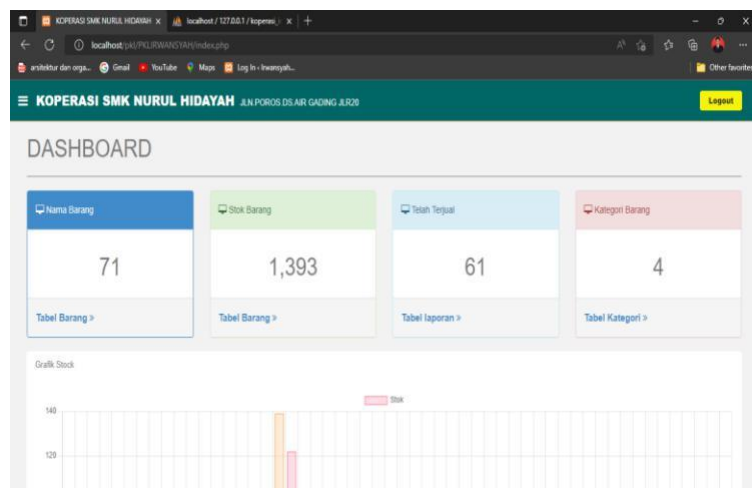 KOPERASI SMK NURUL HIDAYAH
localhost / 127.0.0.1 / koperasi_
localhost/pkl/PKLIRWANSYAH/index.php
arsitektur dan orga...
Gmail
YouTube
Maps
Log In ‹ Irwansyah...
Other favorites
KOPERASI SMK NURUL HIDAYAH JLN.POROS DS.AIR GADING JLR20
Logout
DASHBOARD
Nama Barang
Stok Barang
Telah Terjual
Kategori Barang
71
1,393
61
4
Tabel Barang »
Tabel Barang »
Tabel laporan »
Tabel Kategori »
Grafik Stock
Stok
140
120